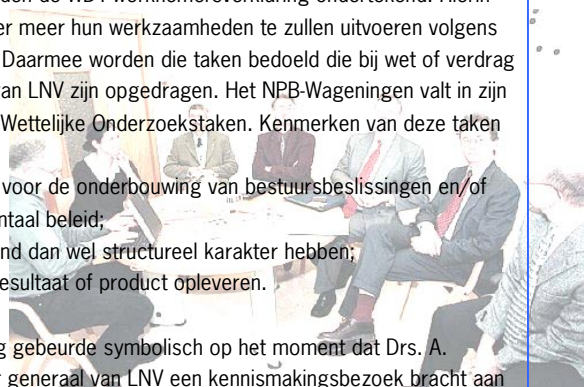 den de WDT werknemersverklaring ondertekend. Hierin
er meer hun werkzaamheden te zullen uitvoeren volgens
Daarmee worden die taken bedoeld die bij wet of verdrag
an LNV zijn opgedragen. Het NPB-Wageningen valt in zijn
Wettelijke Onderzoekstaken. Kenmerken van deze taken
voor de onderbouwing van bestuursbeslissingen en/of
ntaal beleid;
nd dan wel structureel karakter hebben;
esultaat of product opleveren.
g gebeurde symbolisch op het moment dat Drs. A.
generaal van LNV een kennismakingsbezoek bracht aan